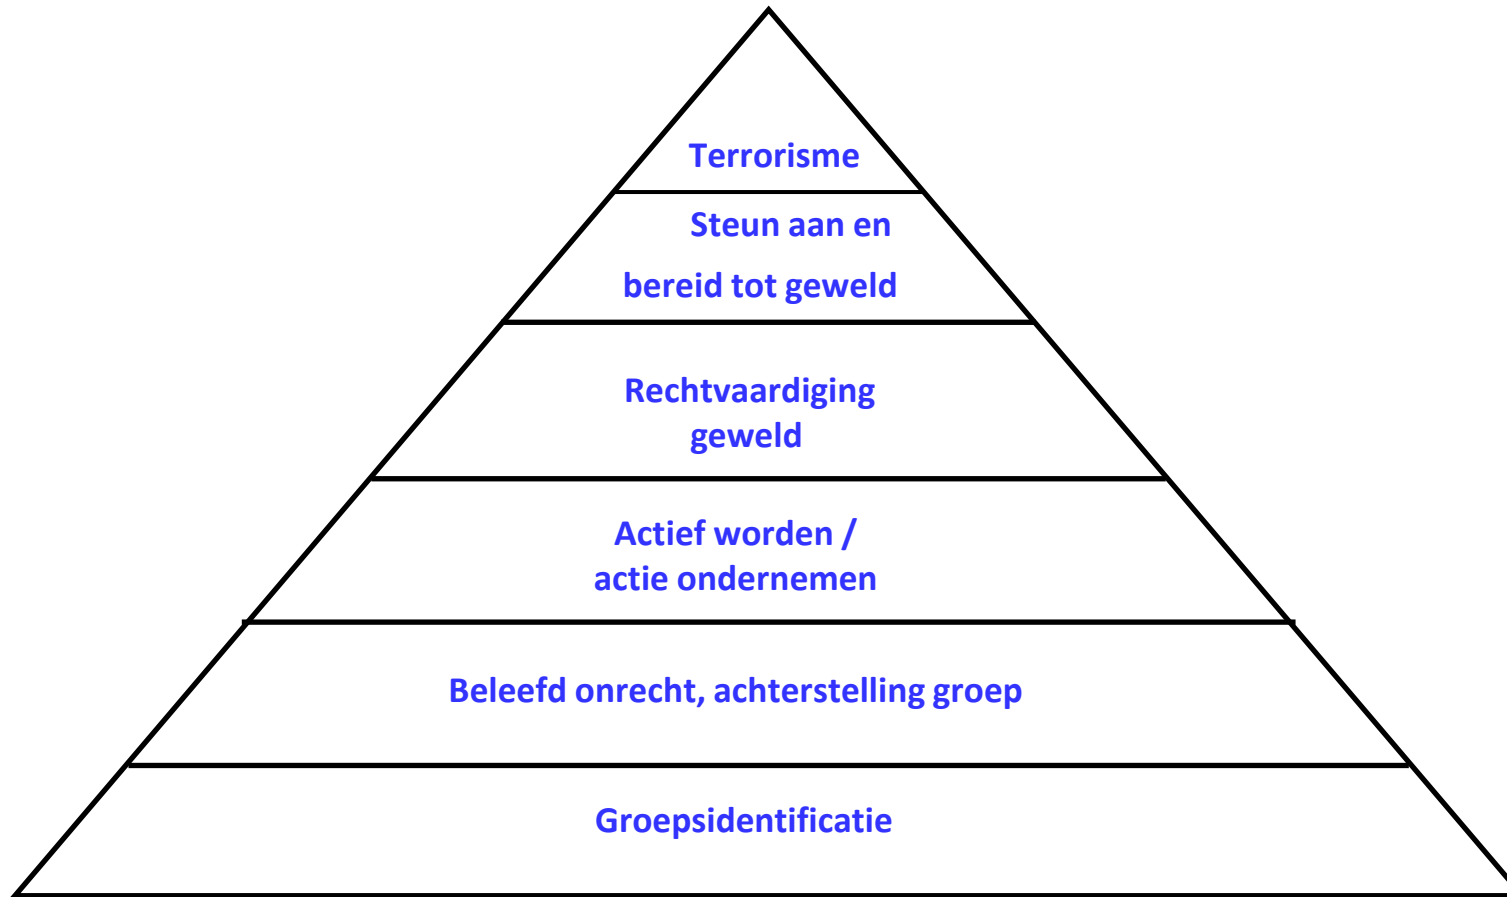 Terrorisme
Steun aan en
bereid tot geweld
Rechtvaardiging
geweld
Actief worden /
actie ondernemen
Beleefd onrecht, achterstelling groep
Groepsidentificatie